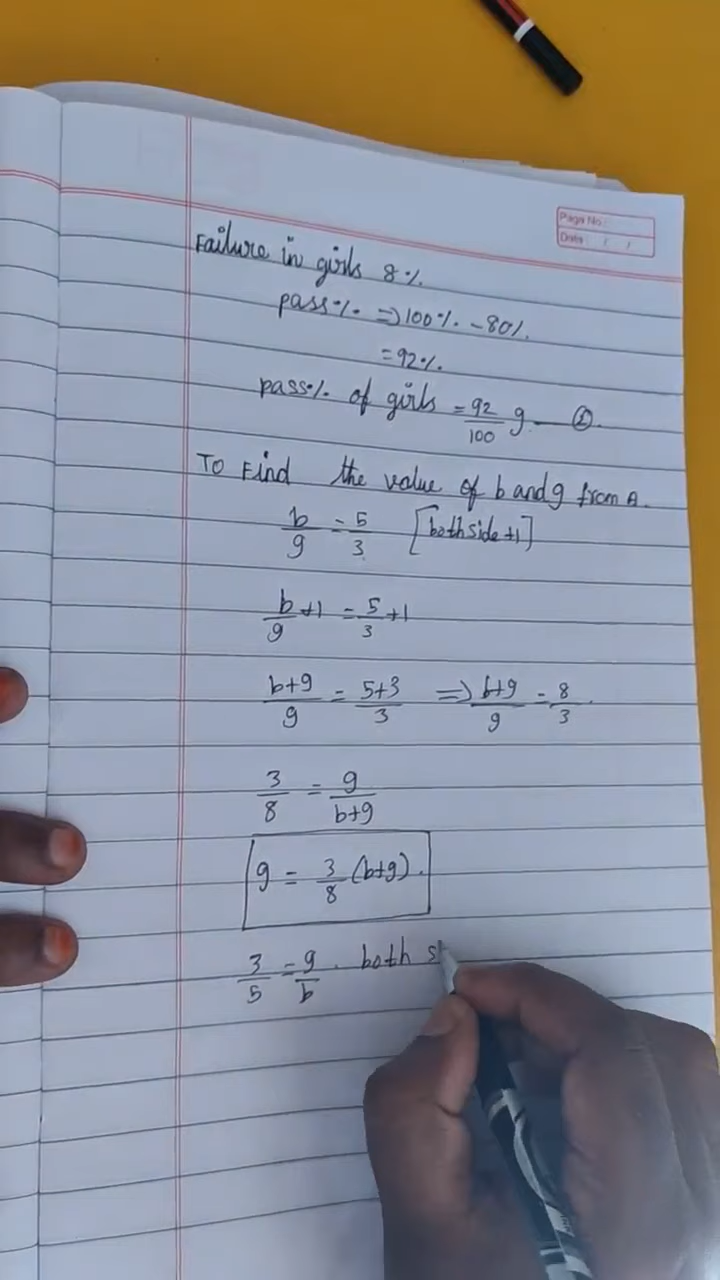 Page No:
Date: / /
Failure in girls 8%.
pass% ⇒ 100% - 80%.
= 92%.
pass% of girls = 92/100 g — ②.
To Find the value of b and g from A.
b/g = 5/3 [both side +1]
b/g +1 = 5/3 +1
b+g/g = 5+3/3 ⇒ b+g/g = 8/3.
3/8 = g/b+g
g = 3/8 (b+g).
3/5 = g/b . both s